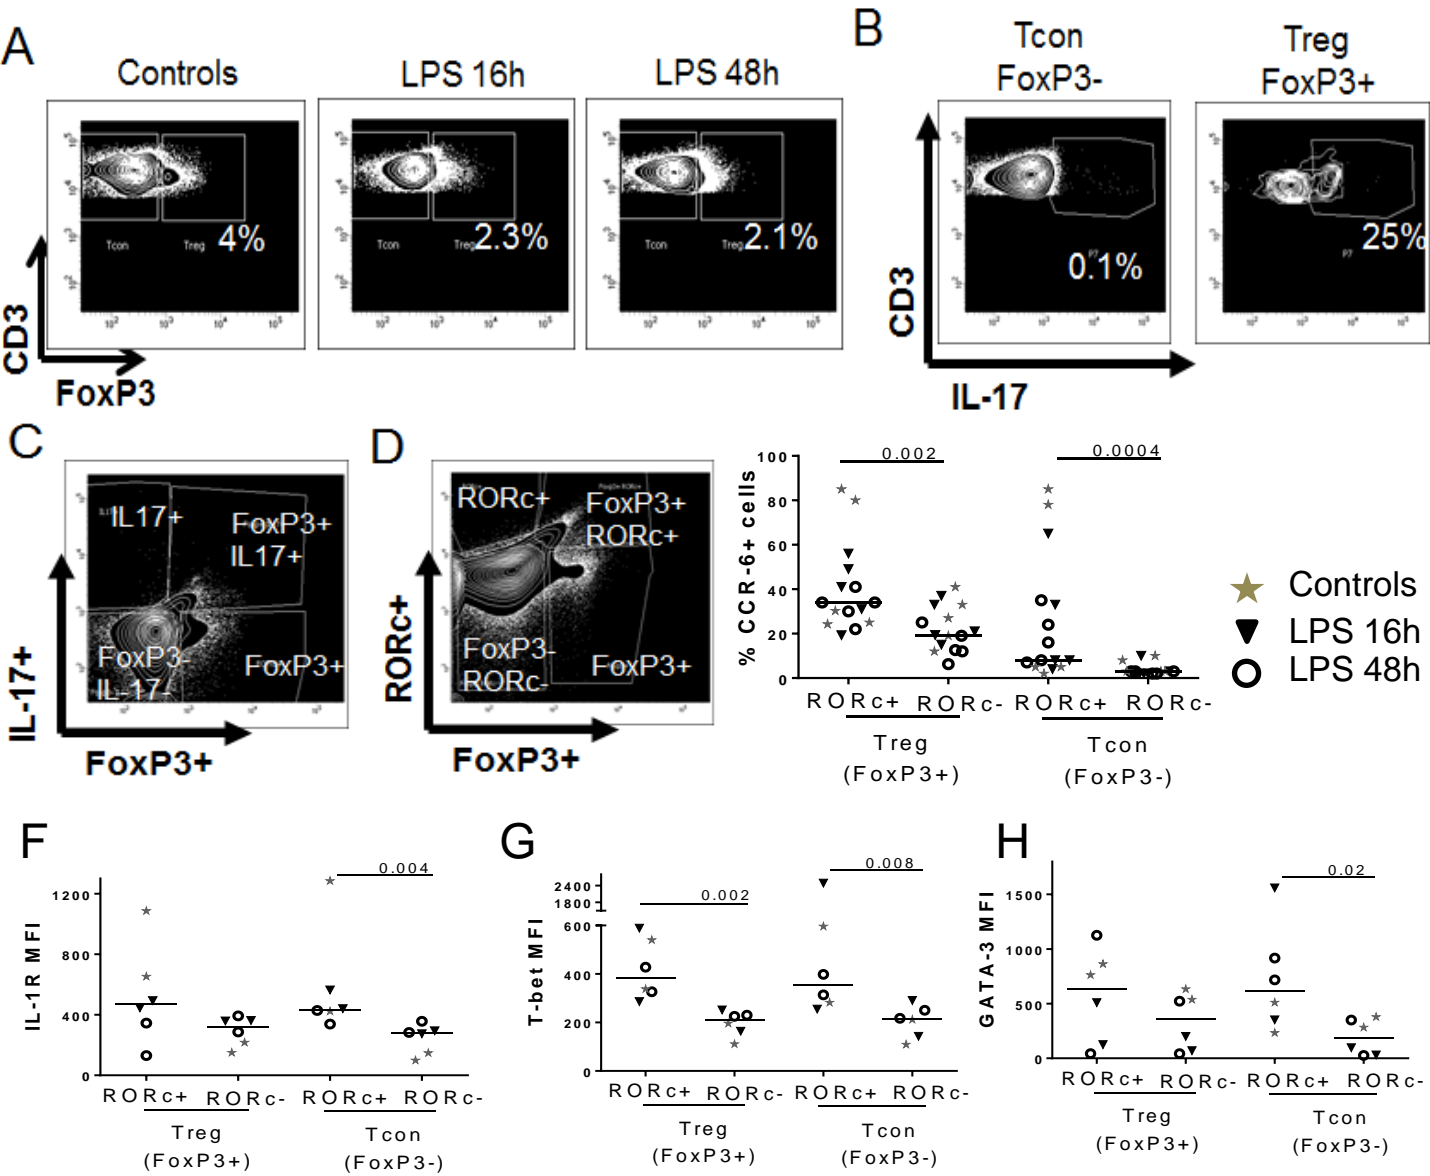 A
Controls
LPS 16h
LPS 48h
B
Tcon
FoxP3-
Treg
FoxP3+
Tcon
Treg
4%
Tcon
Treg
2.3%
Tcon
Treg
2.1%
P7
0.1%
P7
25%
CD3
FoxP3
CD3
IL-17
C
IL17+
FoxP3+
IL17+
FoxP3-
IL-17-
FoxP3+
IL-17+
FoxP3+
D
RORc+
FoxP3+
RORc+
FoxP3-
RORc-
FoxP3+
RORc+
FoxP3+
0.002
0.0004
100
80
60
40
20
0
% CCR-6+ cells
RORc+ RORc- RORc+ RORc-
Treg
(FoxP3+)
Tcon
(FoxP3-)
Controls
LPS 16h
LPS 48h
F
0.004
1200
800
400
0
IL-1R MFI
RORc+ RORc- RORc+ RORc-
Treg
(FoxP3+)
Tcon
(FoxP3-)
G
0.008
0.002
2400
1800
600
400
200
0
T-bet MFI
RORc+ RORc- RORc+ RORc-
Treg
(FoxP3+)
Tcon
(FoxP3-)
H
0.02
1500
1000
500
0
GATA-3 MFI
RORc+ RORc- RORc+ RORc-
Treg
(FoxP3+)
Tcon
(FoxP3-)